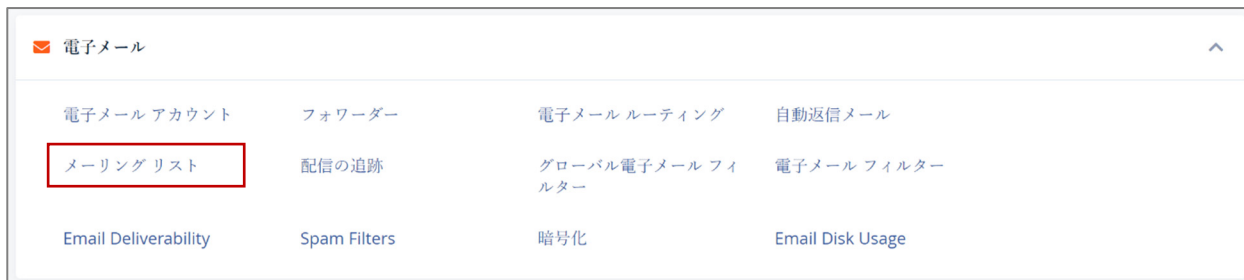 電子メール
電子メール アカウント フォワーダー 電子メール ルーティング 自動返信メール
メーリング リスト 配信の追跡 グローバル電子メール フィ 電子メール フィルター
ルター
Email Deliverability Spam Filters 暗号化 Email Disk Usage